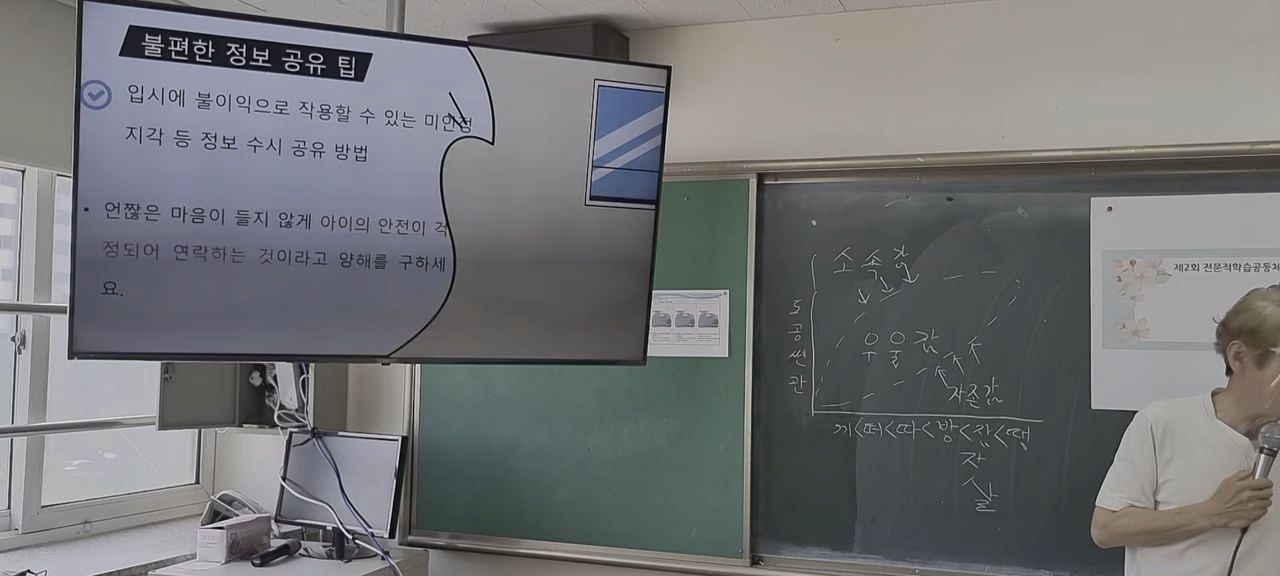 불편한 정보 공유 팁
입시에 불이익으로 작용할 수 있는 미인정
지각 등 정보 수시 공유 방법
• 언짢은 마음이 들지 않게 아이의 안전이 걱
정되어 연락하는 것이라고 양해를 구하세
요.
소속감
도공쎈관
우울감
자존감
끼<떠<따<방<잠<땡
자
살
제2회 전문적학습공동체